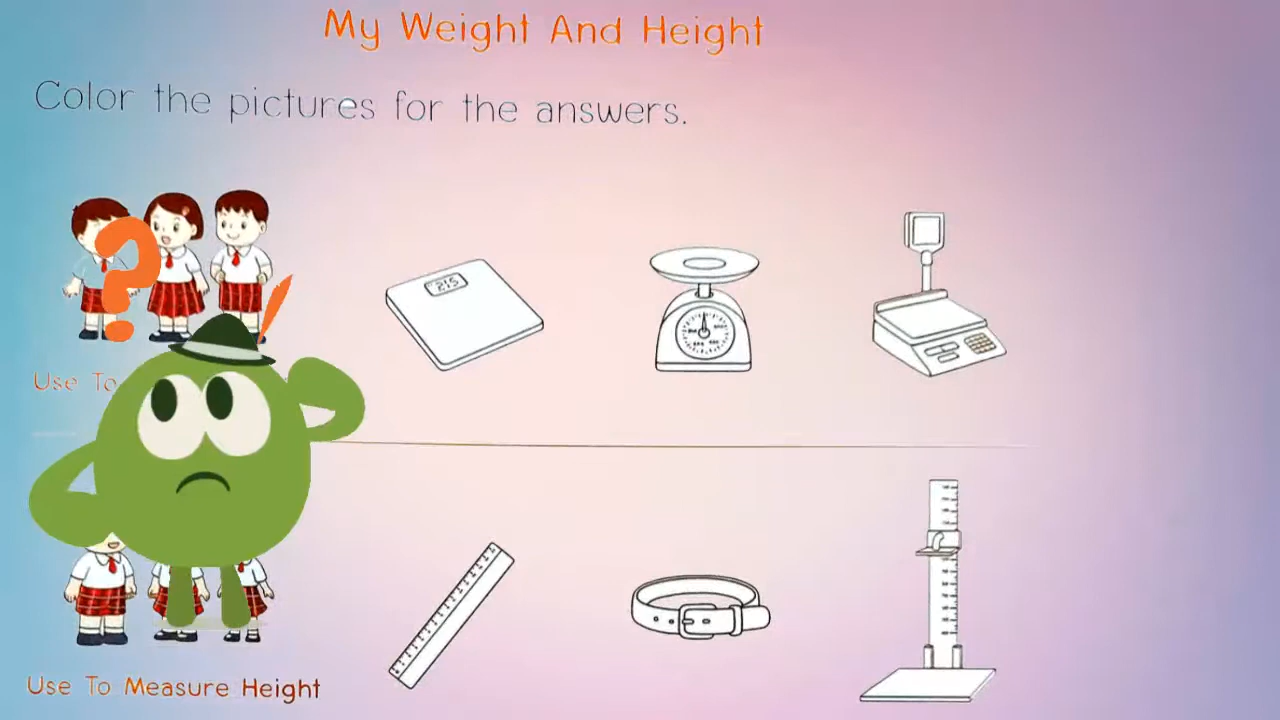 My Weight And Height
Color the pictures for the answers.
215
Use To
Use To Measure Height